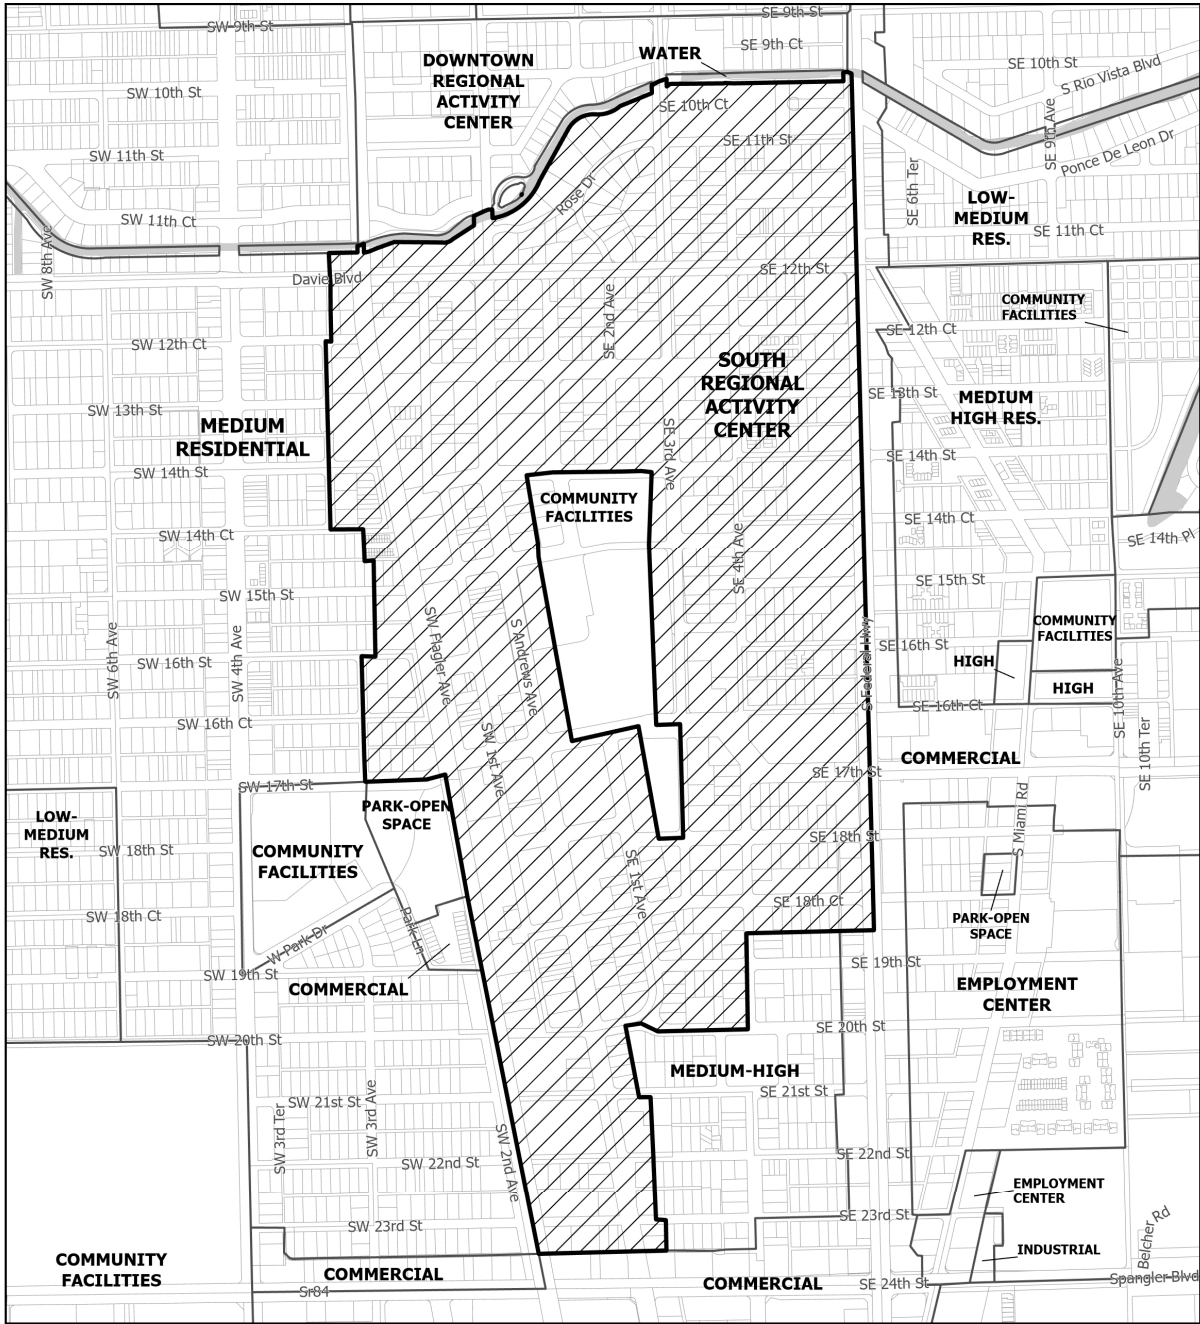 SW 9th St
SE 9th St
SE 9th Ct
WATER
DOWNTOWN
REGIONAL
ACTIVITY
CENTER
SE 10th St
S Rio Vista Blvd
SW 10th St
SE 10th Ct
SE 9th Ave
SE 11th St
Ponce De Leon Dr
SW 11th St
SE 6th Ter
Rose Dr
LOW-
MEDIUM
RES.
SW 11th Ct
SE 11th Ct
SW 8th Ave
Davie Blvd
SE 12th St
SE 2nd Ave
COMMUNITY
FACILITIES
SE 12th Ct
SW 12th Ct
SOUTH
REGIONAL
ACTIVITY
CENTER
SE 13th St
MEDIUM
HIGH RES.
SW 13th St
MEDIUM
RESIDENTIAL
SE 3rd Ave
SE 14th St
SW 14th St
COMMUNITY
FACILITIES
SE 14th Ct
SW 14th Ct
SE 14th Pl
SE 4th Ave
SE 15th St
SW 15th St
COMMUNITY
FACILITIES
SW Flagler Ave
S Andrews Ave
SW 6th Ave
SW 4th Ave
SW 16th St
S Federal Hwy
SE 16th St
HIGH
HIGH
SE 10th Ave
SE 16th Ct
SW 16th Ct
SW 1st Ave
COMMERCIAL
SE 10th Ter
SE 17th St
SW 17th St
PARK-OPEN
SPACE
S Miami Rd
LOW-
MEDIUM
RES.
SE 18th St
SW 18th St
COMMUNITY
FACILITIES
SE 1st Ave
SE 18th Ct
SW 18th Ct
PARK-OPEN
SPACE
Park Ln
W Park Dr
SE 19th St
SW 19th St
COMMERCIAL
EMPLOYMENT
CENTER
SE 20th St
SW 20th St
MEDIUM-HIGH
SE 21st St
SW 21st St
SW 3rd Ter
SW 3rd Ave
SW 2nd Ave
SE 22nd St
SW 22nd St
EMPLOYMENT
CENTER
SE 23rd St
SW 23rd St
Belcher Rd
INDUSTRIAL
COMMUNITY
FACILITIES
COMMERCIAL
COMMERCIAL
SE 24th St
Spangler Blvd
Sr84